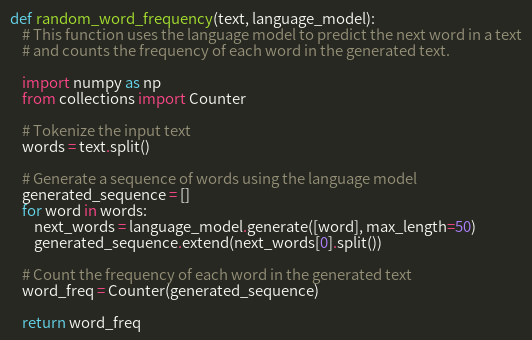 def random_word_frequency(text, language_model):
    # This function uses the language model to predict the next word in a text
    # and counts the frequency of each word in the generated text.

    import numpy as np
    from collections import Counter

    # Tokenize the input text
    words = text.split()

    # Generate a sequence of words using the language model
    generated_sequence = []
    for word in words:
        next_words = language_model.generate([word], max_length=50)
        generated_sequence.extend(next_words[0].split())

    # Count the frequency of each word in the generated text
    word_freq = Counter(generated_sequence)

    return word_freq